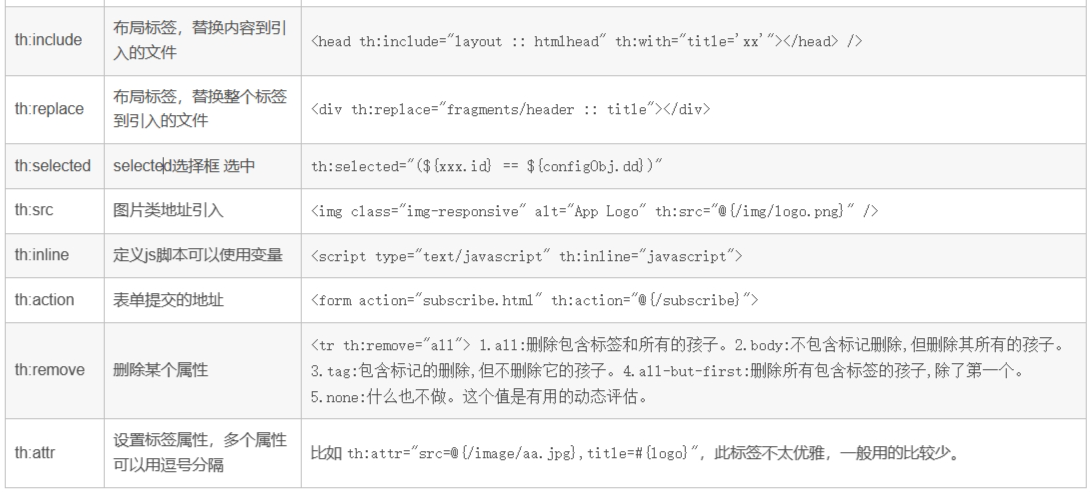 th:include
布局标签，替换内容到引
入的文件
<head th:include="layout :: htmlhead" th:with="title='xx'"></head> />
th:replace
布局标签，替换整个标签
到引入的文件
<div th:replace="fragments/header :: title"></div>
th:selected
selected选择框 选中
th:selected="(${xxx.id} == ${configObj.dd})"
th:src
图片类地址引入
<img class="img-responsive" alt="App Logo" th:src="@{/img/logo.png}" />
th:inline
定义js脚本可以使用变量
<script type="text/javascript" th:inline="javascript">
th:action
表单提交的地址
<form action="subscribe.html" th:action="@{/subscribe}">
th:remove
删除某个属性
<tr th:remove="all"> 1.all:删除包含标签和所有的孩子。2.body:不包含标记删除,但删除其所有的孩子。
3.tag:包含标记的删除,但不删除它的孩子。4.all-but-first:删除所有包含标签的孩子,除了第一个。
5.none:什么也不做。这个值是有用的动态评估。
th:attr
设置标签属性，多个属性
可以用逗号分隔
比如 th:attr="src=@{/image/aa.jpg},title=#{logo}"，此标签不太优雅，一般用的比较少。